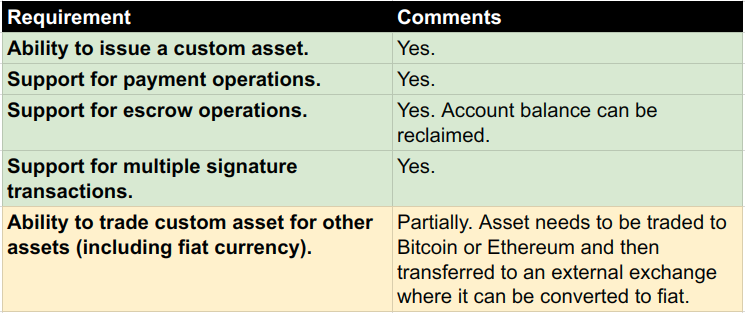 Requirement Comments
Ability to issue a custom asset. Yes.
Support for payment operations. Yes.
Support for escrow operations. Yes. Account balance can be
reclaimed.
Support for multiple signature Yes.
transactions.
Ability to trade custom asset for other Partially. Asset needs to be traded to
assets (including fiat currency). Bitcoin or Ethereum and then
transferred to an external exchange
where it can be converted to fiat.